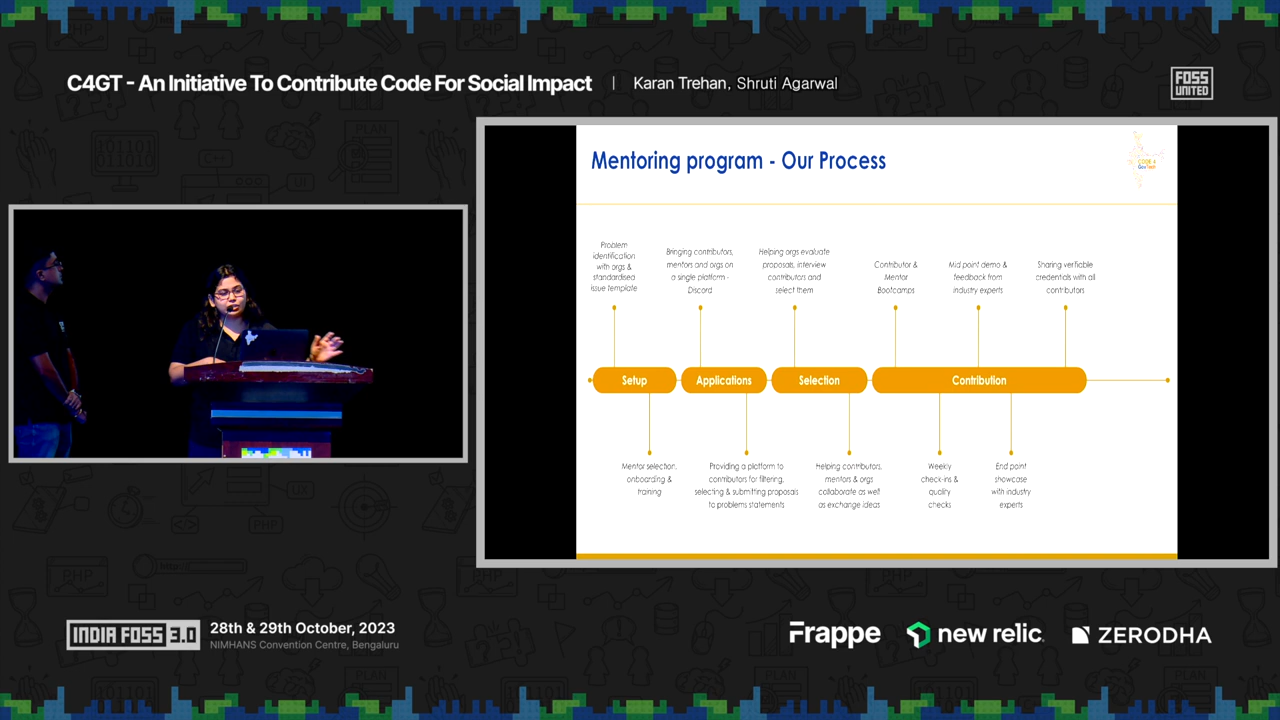 C4GT - An Initiative To Contribute Code For Social Impact | Karan Trehan, Shruti Agarwal
FOSS
UNITED
Mentoring program - Our Process
CODE 4
GovTech
Problem
identification
with orgs &
standardised
issue template
Bringing contributors,
mentors and orgs on
a single platform -
Discord
Helping orgs evaluate
proposals, interview
contributors and
select them
Contributor &
Mentor
Bootcamps
Mid point demo &
feedback from
industry experts
Sharing verfiable
credentials with all
contributors
Setup
Applications
Selection
Contribution
Mentor selection,
onboarding &
training
Providing a platform to
contributors for filtering,
selecting & submitting proposals
to problems statements
Helping contributors,
mentors & orgs
collaborate as well
as exchange ideas
Weekly
check-ins &
quality
checks
End point
showcase
with industry
experts
INDIA FOSS 3.0
28th & 29th October, 2023
NIMHANS Convention Centre, Bengaluru
Frappe
new relic
ZERODHA